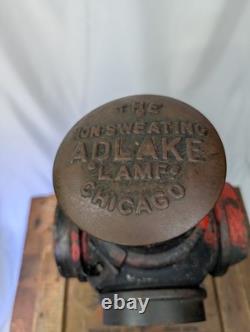 THE
NON-SWEATING
ADLAKE
"LAMP"
CHICAGO